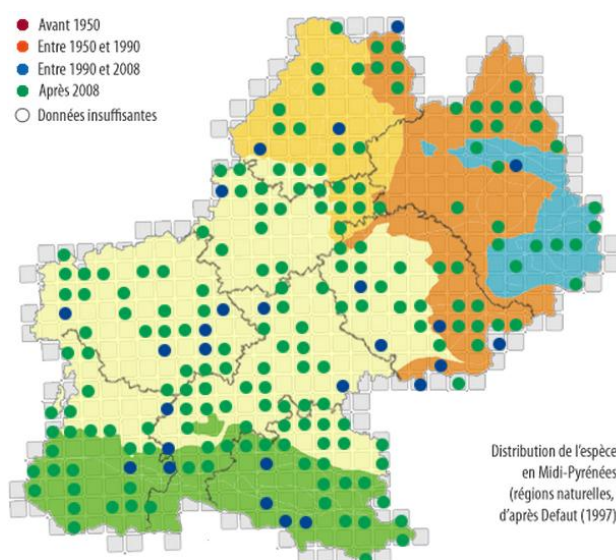 Avant 1950
Entre 1950 et 1990
Entre 1990 et 2008
Après 2008
Données insuffisantes
Distribution de l'espèce
en Midi-Pyrénées
(régions naturelles,
d'après Defaut (1997)